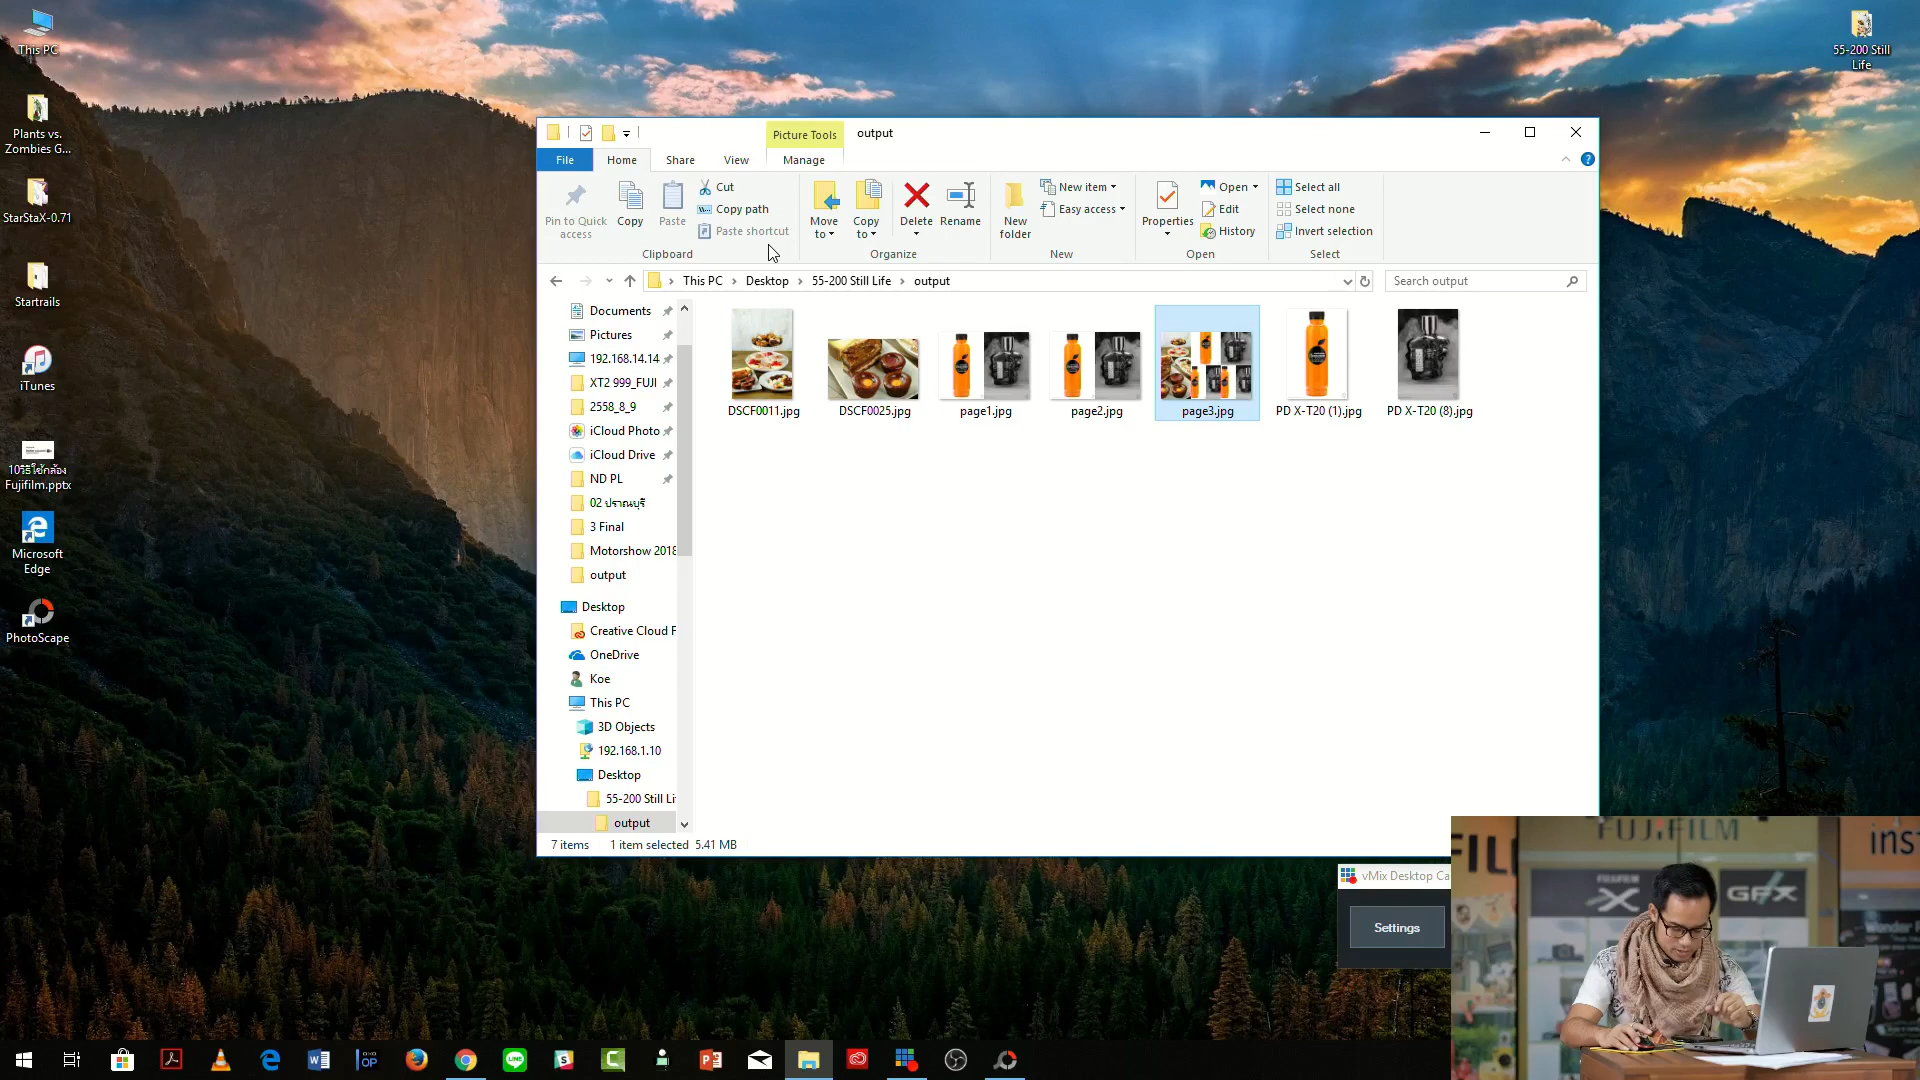 This PC
Plants vs.
Zombies G...
StarStaX-0.71
Startrails
iTunes
10วิธีใช้กล้อง
Fujifilm.pptx
Microsoft
Edge
PhotoScape
55-200 Still
Life
Picture Tools
output
File
Home
Share
View
Manage
Pin to Quick
access
Copy
Paste
Cut
Copy path
Paste shortcut
Clipboard
Move
to
Copy
to
Delete
Rename
Organize
New
folder
New item
Easy access
New
Properties
Open
Edit
History
Open
Select all
Select none
Invert selection
Select
This PC
Desktop
55-200 Still Life
output
Search output
Documents
Pictures
192.168.14.14
XT2 999_FUJI
2558_8_9
iCloud Photo
iCloud Drive
ND PL
02 ปราณบุรี
3 Final
Motorshow 2018
output
Desktop
Creative Cloud F
OneDrive
Koe
This PC
3D Objects
192.168.1.10
Desktop
55-200 Still Li
output
DSCF0011.jpg
DSCF0025.jpg
page1.jpg
page2.jpg
page3.jpg
PD X-T20 (1).jpg
PD X-T20 (8).jpg
7 items
1 item selected 5.41 MB
vMix Desktop Ca
Settings
FUJIFILM
FUJIFILM
X
GFX
ins